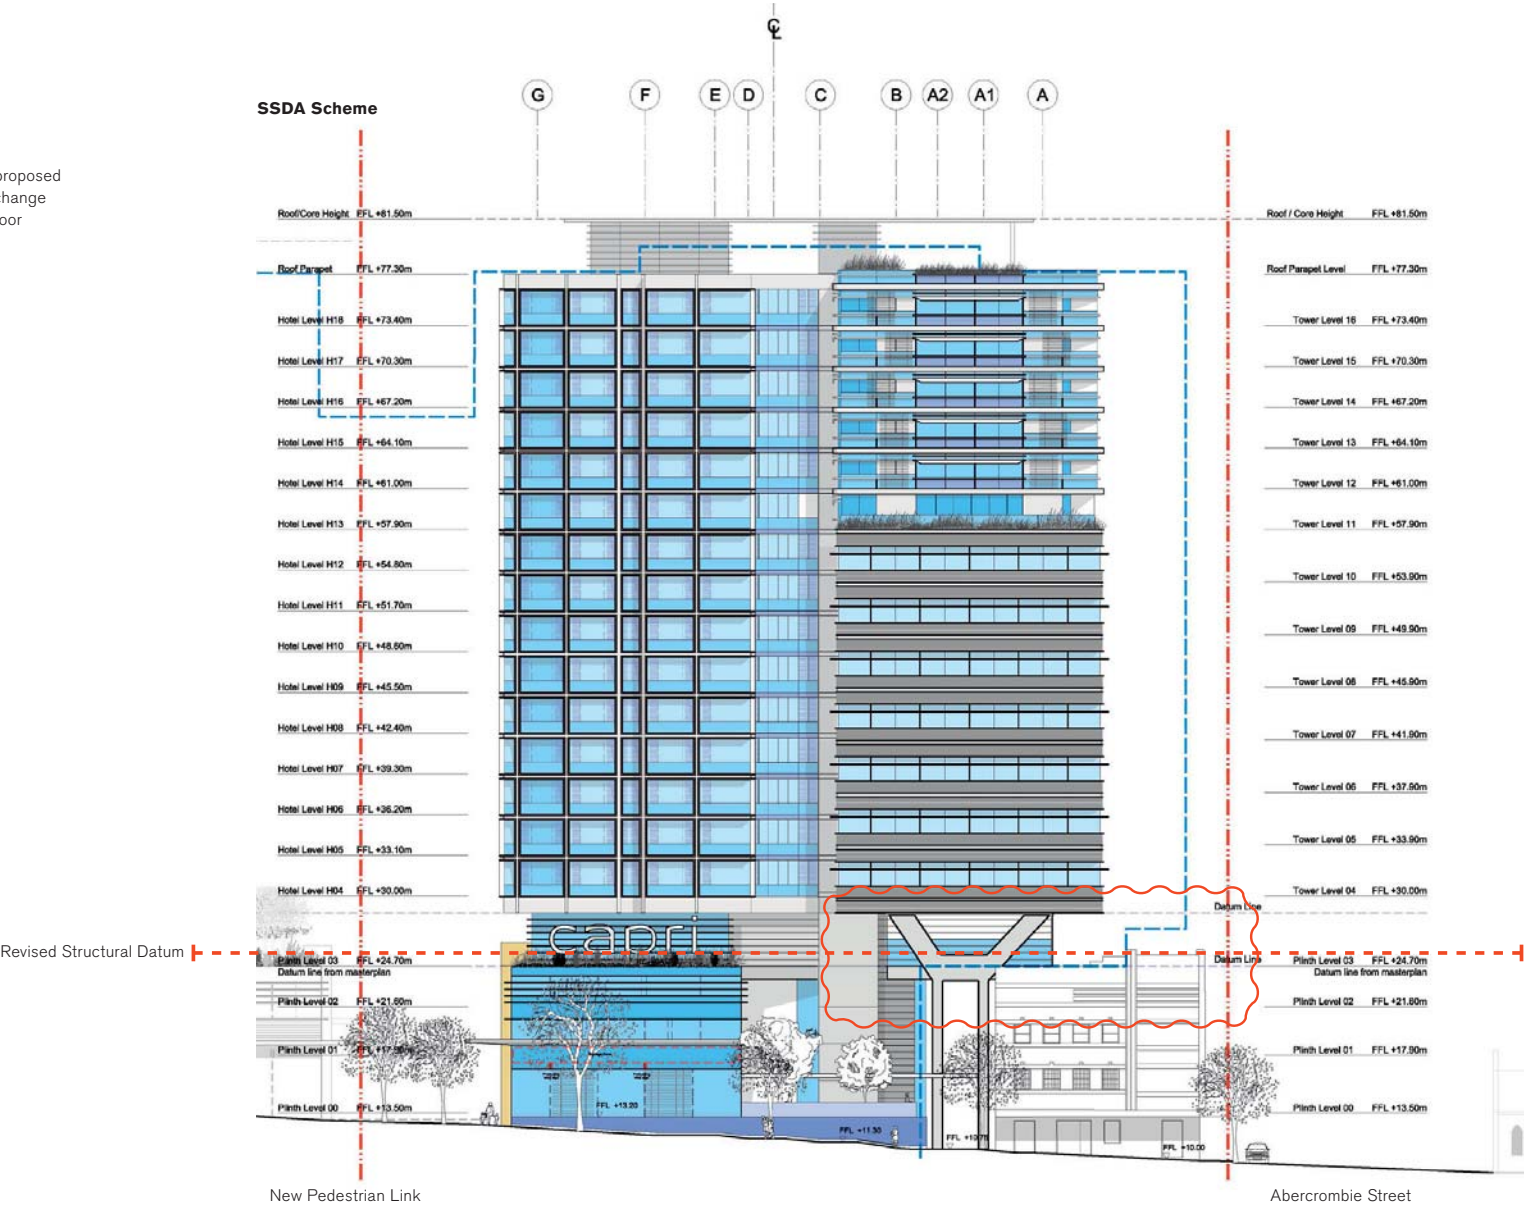 ℄
G F E D C B A2 A1 A
SSDA Scheme
proposed
change
oor
Roof/Core Height FFL +81.50m
Roof / Core Height FFL +81.50m
Roof Parapet FFL +77.30m
Roof Parapet Level FFL +77.30m
Hotel Level H18 FFL +73.40m
Tower Level 16 FFL +73.40m
Hotel Level H17 FFL +70.30m
Tower Level 15 FFL +70.30m
Hotel Level H16 FFL +67.20m
Tower Level 14 FFL +67.20m
Hotel Level H15 FFL +64.10m
Tower Level 13 FFL +64.10m
Hotel Level H14 FFL +61.00m
Tower Level 12 FFL +61.00m
Hotel Level H13 FFL +57.90m
Tower Level 11 FFL +57.90m
Hotel Level H12 FFL +54.80m
Tower Level 10 FFL +53.90m
Hotel Level H11 FFL +51.70m
Tower Level 09 FFL +49.90m
Hotel Level H10 FFL +48.60m
Hotel Level H09 FFL +45.50m
Tower Level 08 FFL +45.90m
Hotel Level H08 FFL +42.40m
Tower Level 07 FFL +41.90m
Hotel Level H07 FFL +39.30m
Tower Level 06 FFL +37.90m
Hotel Level H06 FFL +36.20m
Hotel Level H05 FFL +33.10m
Tower Level 05 FFL +33.90m
Hotel Level H04 FFL +30.00m
Tower Level 04 FFL +30.00m
Datum Line
capri
Revised Structural Datum
Plinth Level 03 FFL +24.70m
Datum line from masterplan
Datum Line
Plinth Level 03 FFL +24.70m
Datum line from masterplan
Plinth Level 02 FFL +21.60m
Plinth Level 02 FFL +21.60m
Plinth Level 01
Plinth Level 01 FFL +17.90m
Plinth Level 00 FFL +13.50m
FFL +13.20
Plinth Level 00 FFL +13.50m
FFL +11.30
FFL
FFL +10.00
New Pedestrian Link
Abercrombie Street